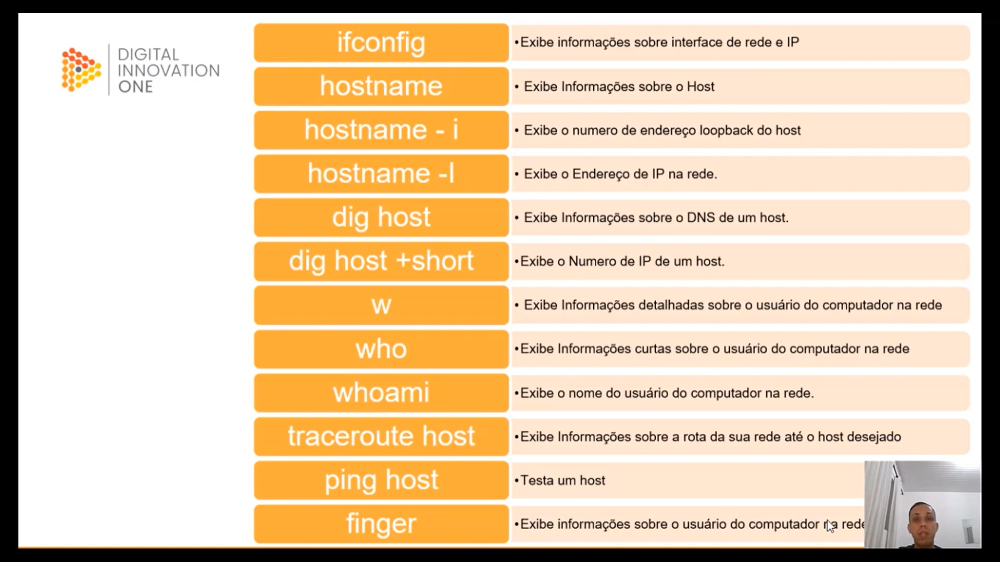 DIGITAL
INNOVATION
ONE
ifconfig
•Exibe informações sobre interface de rede e IP
hostname
• Exibe Informações sobre o Host
hostname - i
• Exibe o numero de endereço loopback do host
hostname -I
• Exibe o Endereço de IP na rede.
dig host
• Exibe Informações sobre o DNS de um host.
dig host +short
•Exibe o Numero de IP de um host.
w
• Exibe Informações detalhadas sobre o usuário do computador na rede
who
•Exibe Informações curtas sobre o usuário do computador na rede
whoami
•Exibe o nome do usuário do computador na rede.
traceroute host
•Exibe Informações sobre a rota da sua rede até o host desejado
ping host
•Testa um host
finger
•Exibe informações sobre o usuário do computador na rede